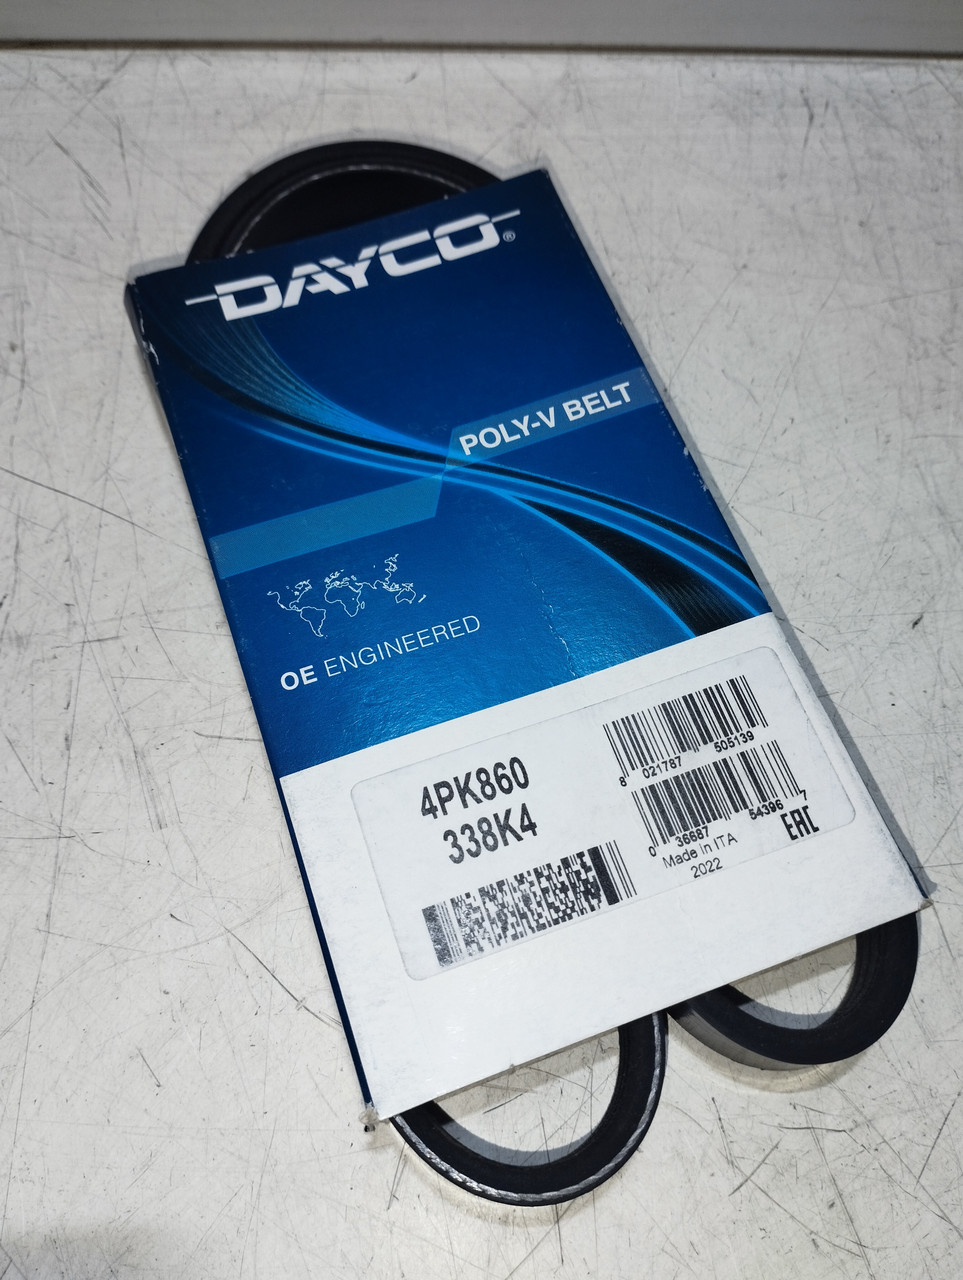 DAYCO®
POLY-V BELT
OE ENGINEERED
4PK860
338K4
8 021787 505139
0 36687 54396 7
Made in ITA
2022
EAC